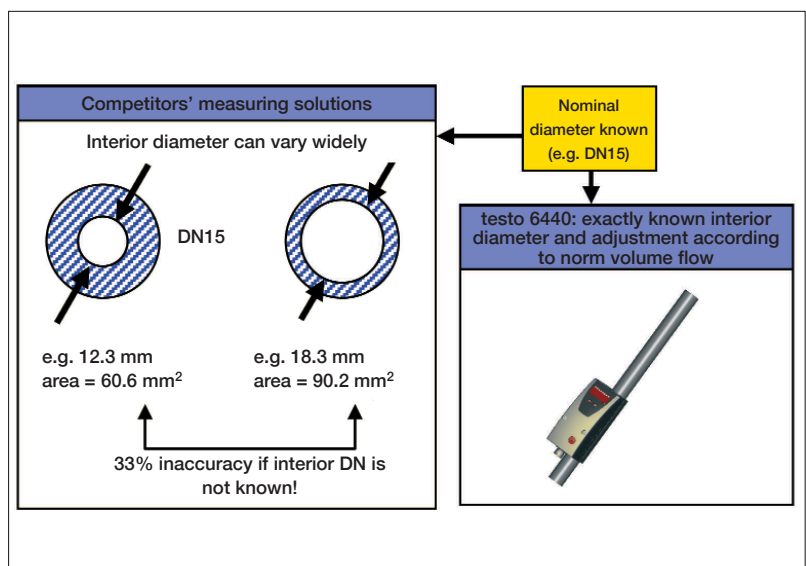 Competitors' measuring solutions
Interior diameter can vary widely
DN15
e.g. 12.3 mm
area = 60.6 mm²
e.g. 18.3 mm
area = 90.2 mm²
33% inaccuracy if interior DN is
not known!
Nominal
diameter known
(e.g. DN15)
testo 6440: exactly known interior
diameter and adjustment according
to norm volume flow